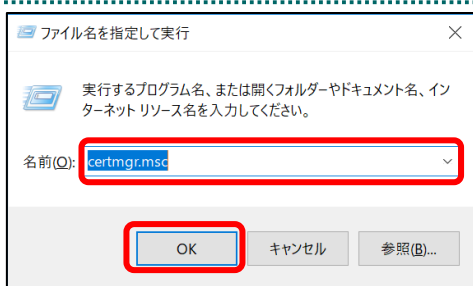 ファイル名を指定して実行
実行するプログラム名、または開くフォルダーやドキュメント名、イン
ターネット リソース名を入力してください。
名前(O): certmgr.msc
OK キャンセル 参照(B)...